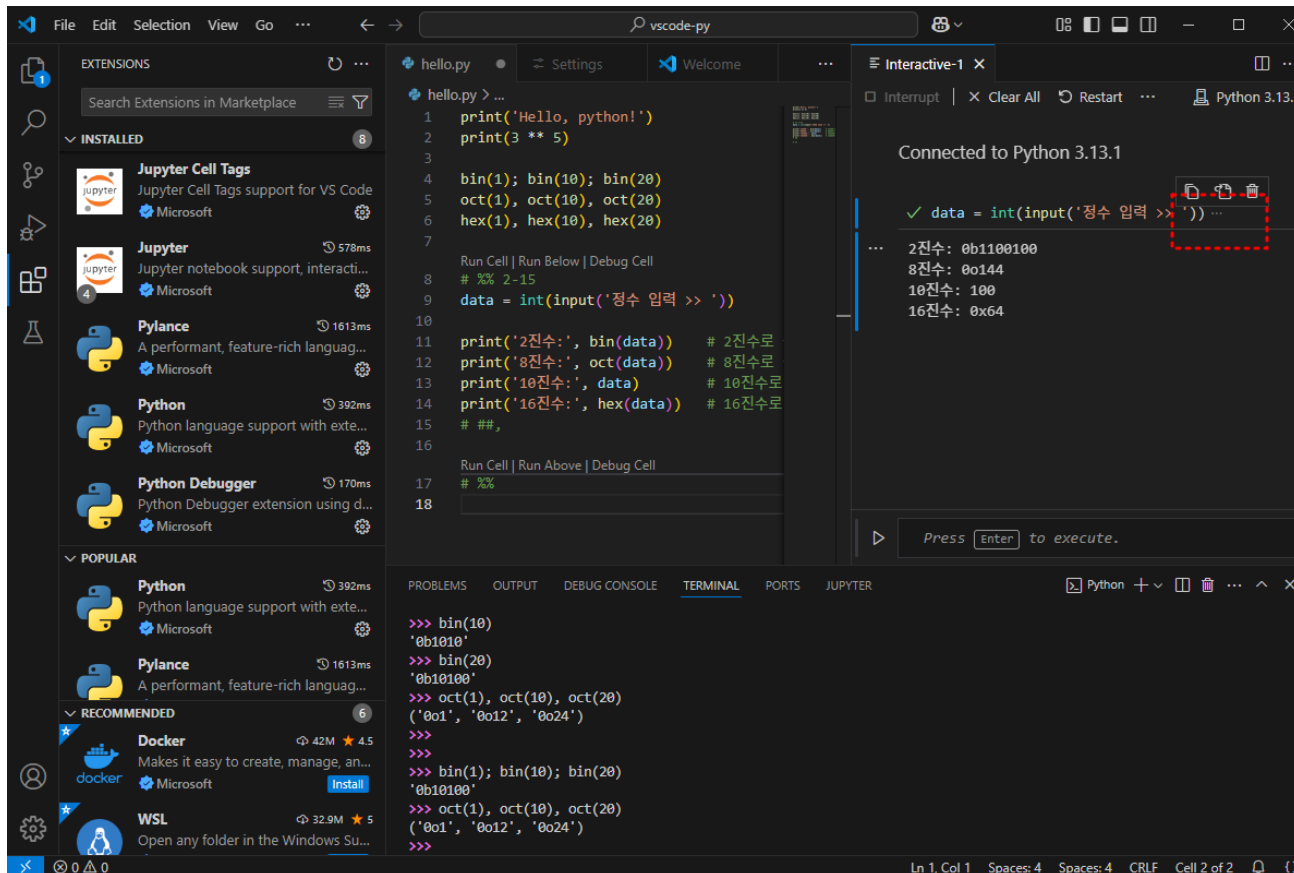 File Edit Selection View Go ··· vscode-py
EXTENSIONS
Search Extensions in Marketplace
INSTALLED 8
Jupyter Cell Tags
Jupyter Cell Tags support for VS Code
Microsoft
Jupyter 578ms
Jupyter notebook support, interacti...
Microsoft
4
Pylance 1613ms
A performant, feature-rich languag...
Microsoft
Python 392ms
Python language support with exte...
Microsoft
Python Debugger 170ms
Python Debugger extension using d...
Microsoft
POPULAR
Python 392ms
Python language support with exte...
Microsoft
Pylance 1613ms
A performant, feature-rich languag...
RECOMMENDED 6
Docker 42M 4.5
Makes it easy to create, manage, an...
Microsoft Install
WSL 32.9M 5
Open any folder in the Windows Su...
hello.py Settings Welcome ···
hello.py > ...
1 print('Hello, python!')
2 print(3 ** 5)
3
4 bin(1); bin(10); bin(20)
5 oct(1), oct(10), oct(20)
6 hex(1), hex(10), hex(20)
7
Run Cell | Run Below | Debug Cell
8 # %% 2-15
9 data = int(input('정수 입력 >> '))
10
11 print('2진수:', bin(data)) # 2진수로
12 print('8진수:', oct(data)) # 8진수로
13 print('10진수:', data) # 10진수로
14 print('16진수:', hex(data)) # 16진수로
15 # ##,
16
Run Cell | Run Above | Debug Cell
17 # %%
18
Interactive-1
Interrupt | Clear All Restart ··· Python 3.13.
Connected to Python 3.13.1
data = int(input('정수 입력 >> ')) ···
2진수: 0b1100100
8진수: 0o144
10진수: 100
16진수: 0x64
Press Enter to execute.
PROBLEMS OUTPUT DEBUG CONSOLE TERMINAL PORTS JUPYTER Python
>>> bin(10)
'0b1010'
>>> bin(20)
'0b10100'
>>> oct(1), oct(10), oct(20)
('0o1', '0o12', '0o24')
>>>
>>>
>>> bin(1); bin(10); bin(20)
'0b10100'
>>> oct(1), oct(10), oct(20)
('0o1', '0o12', '0o24')
>>>
0 0 Ln 1, Col 1 Spaces: 4 Spaces: 4 CRLF Cell 2 of 2